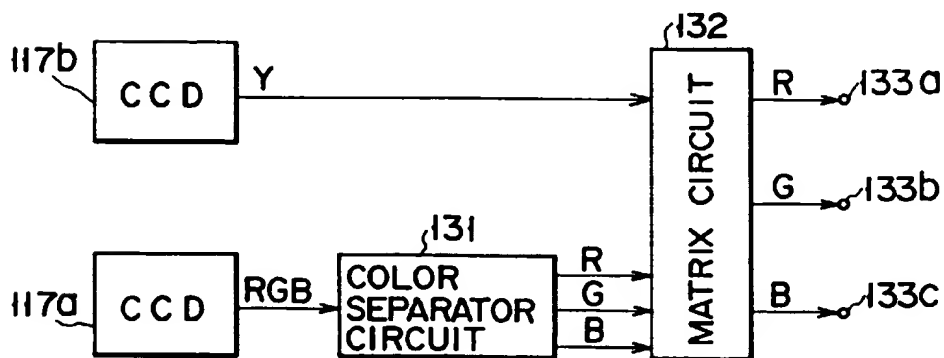 132
117b
CCD
Y
MATRIX CIRCUIT
R
133a
G
133b
131
117a
CCD
RGB
COLOR
SEPARATOR
CIRCUIT
R
G
B
B
133c